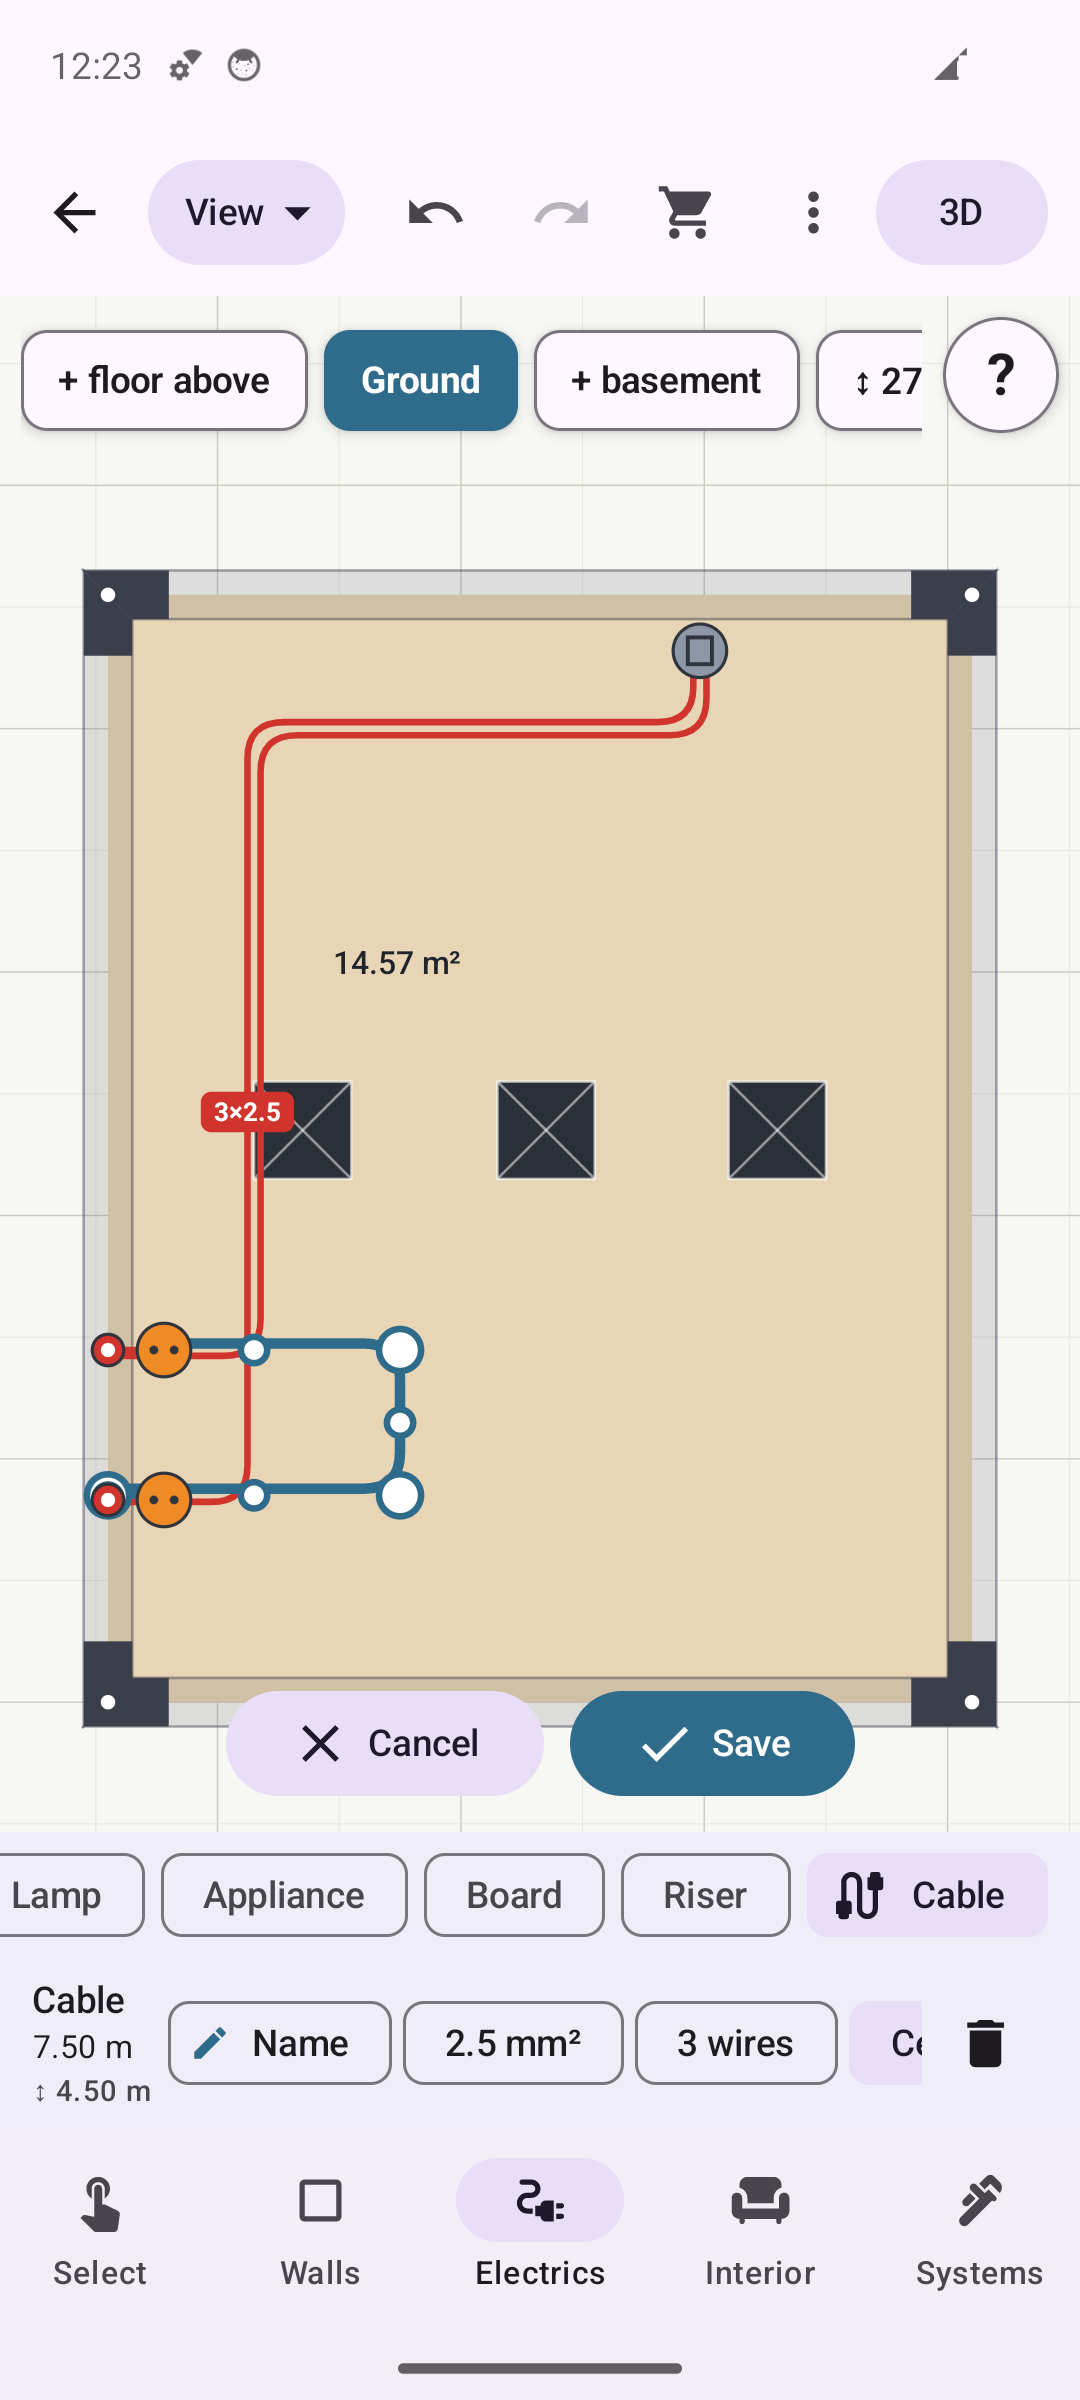 12:23
View
3D
+ floor above
Ground
+ basement
↕ 27
?
14.57 m²
3×2.5
Cancel
Save
Lamp
Appliance
Board
Riser
Cable
Cable
7.50 m
↕ 4.50 m
Name
2.5 mm²
3 wires
Ce
Select
Walls
Electrics
Interior
Systems